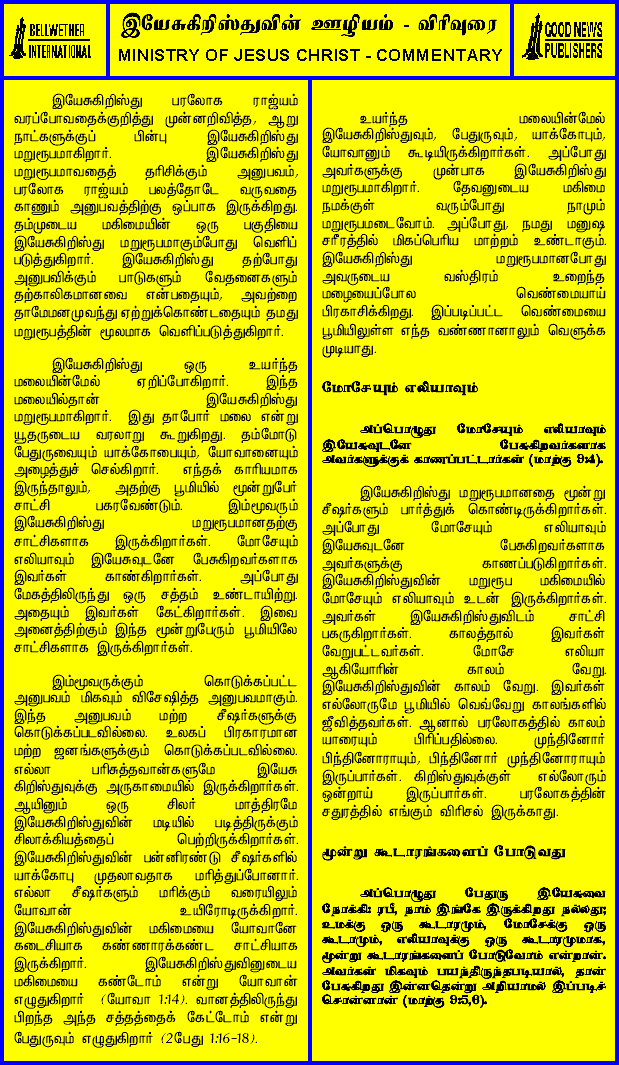 BELLWETHER
INTERNATIONAL
இயேசுகிறிஸ்துவின் ஊழியம் - விரிவுரை
MINISTRY OF JESUS CHRIST - COMMENTARY
GOOD NEWS
PUBLISHERS
இயேசுகிறிஸ்து பரலோக ராஜ்யம்
வரப்போவதைக்குறித்து முன்னறிவித்த, ஆறு
நாட்களுக்குப் பின்பு இயேசுகிறிஸ்து
மறுரூபமாகிறார். இயேசுகிறிஸ்து
மறுரூபமாவதைத் தரிசிக்கும் அனுபவம்,
பரலோக ராஜ்யம் பலத்தோடே வருவதை
காணும் அனுபவத்திற்கு ஒப்பாக இருக்கிறது.
தம்முடைய மகிமையின் ஒரு பகுதியை
இயேசுகிறிஸ்து மறுரூபமாகும்போது வெளிப்
படுத்துகிறார். இயேசுகிறிஸ்து தற்போது
அனுபவிக்கும் பாடுகளும் வேதனைகளும்
தற்காலிகமானவை என்பதையும், அவற்றை
தாமேமனமுவந்து ஏற்றுக்கொண்டதையும் தமது
மறுரூபத்தின் மூலமாக வெளிப்படுத்துகிறார்.
இயேசுகிறிஸ்து ஒரு உயர்ந்த
மலையின்மேல் ஏறிப்போகிறார். இந்த
மலையில்தான் இயேசுகிறிஸ்து
மறுரூபமாகிறார். இது தாபோர் மலை என்று
யூதருடைய வரலாறு கூறுகிறது. தம்மோடு
பேதுருவையும் யாக்கோபையும், யோவானையும்
அழைத்துச் செல்கிறார். எந்தக் காரியமாக
இருந்தாலும், அதற்கு பூமியில் மூன்றுபேர்
சாட்சி பகரவேண்டும். இம்மூவரும்
இயேசுகிறிஸ்து மறுரூபமானதற்கு
சாட்சிகளாக இருக்கிறார்கள். மோசேயும்
எலியாவும் இயேசுவுடனே பேசுகிறவர்களாக
இவர்கள் காண்கிறார்கள். அப்போது
மேகத்திலிருந்து ஒரு சத்தம் உண்டாயிற்று.
அதையும் இவர்கள் கேட்கிறார்கள். இவை
அனைத்திற்கும் இந்த மூன்றுபேரும் பூமியிலே
சாட்சிகளாக இருக்கிறார்கள்.
இம்மூவருக்கும் கொடுக்கப்பட்ட
அனுபவம் மிகவும் விசேஷித்த அனுபவமாகும்.
இந்த அனுபவம் மற்ற சீஷர்களுக்கு
கொடுக்கப்படவில்லை. உலகப் பிரகாரமான
மற்ற ஜனங்களுக்கும் கொடுக்கப்படவில்லை.
எல்லா பரிசுத்தவான்களுமே இயேசு
கிறிஸ்துவுக்கு அருகாமையில் இருக்கிறார்கள்.
ஆயினும் ஒரு சிலர் மாத்திரமே
இயேசுகிறிஸ்துவின் மடியில் படித்திருக்கும்
சிலாக்கியத்தைப் பெற்றிருக்கிறார்கள்.
இயேசுகிறிஸ்துவின் பன்னிரண்டு சீஷர்களில்
யாக்கோபு முதலாவதாக மரித்துப்போனார்.
எல்லா சீஷர்களும் மரிக்கும் வரையிலும்
யோவான் உயிரோடிருக்கிறார்.
இயேசுகிறிஸ்துவின் மகிமையை யோவானே
கடைசியாக கண்ணாரக்கண்ட சாட்சியாக
இருக்கிறார். இயேசுகிறிஸ்துவினுடைய
மகிமையை கண்டோம் என்று யோவான்
எழுதுகிறார் (யோவா 1:14). வானத்திலிருந்து
பிறந்த அந்த சத்தத்தைக் கேட்டோம் என்று
பேதுருவும் எழுதுகிறார் (2பேது 1:16-18).
உயர்ந்த மலையின்மேல்
இயேசுகிறிஸ்துவும், பேதுருவும், யாக்கோபும்,
யோவானும் கூடியிருக்கிறார்கள். அப்போது
அவர்களுக்கு முன்பாக இயேசுகிறிஸ்து
மறுரூபமாகிறார். தேவனுடைய மகிமை
நமக்குள் வரும்போது நாமும்
மறுரூபமடைவோம். அப்போது, நமது மனுஷ
சரீரத்தில் மிகப்பெரிய மாற்றம் உண்டாகும்.
இயேசுகிறிஸ்து மறுரூபமானபோது
அவருடைய வஸ்திரம் உறைந்த
மழையைப்போல வெண்மையாய்
பிரகாசிக்கிறது. இப்படிப்பட்ட வெண்மையை
பூமியிலுள்ள எந்த வண்ணானாலும் வெளுக்க
முடியாது.
மோசேயும் எலியாவும்
அப்பொழுது மோசேயும் எலியாவும்
இயேசுவுடனே பேசுகிறவர்களாக
அவர்களுக்குக் காணப்பட்டார்கள் (மாற்கு 9:4).
இயேசுகிறிஸ்து மறுரூபமானதை மூன்று
சீஷர்களும் பார்த்துக் கொண்டிருக்கிறார்கள்.
அப்போது மோசேயும் எலியாவும்
இயேசுவுடனே பேசுகிறவர்களாக
அவர்களுக்கு காணப்படுகிறார்கள்.
இயேசுகிறிஸ்துவின் மறுரூப மகிமையில்
மோசேயும் எலியாவும் உடன் இருக்கிறார்கள்.
அவர்கள் இயேசுகிறிஸ்துவிடம் சாட்சி
பகருகிறார்கள். காலத்தால் இவர்கள்
வேறுபட்டவர்கள். மோசே எலியா
ஆகியோரின் காலம் வேறு.
இயேசுகிறிஸ்துவின் காலம் வேறு. இவர்கள்
எல்லோருமே பூமியில் வெவ்வேறு காலங்களில்
ஜீவித்தவர்கள். ஆனால் பரலோகத்தில் காலம்
யாரையும் பிரிப்பதில்லை. முந்தினோர்
பிந்தினோராயும், பிந்தினோர் முந்தினோராயும்
இருப்பார்கள். கிறிஸ்துவுக்குள் எல்லோரும்
ஒன்றாய் இருப்பார்கள். பரலோகத்தின்
சதுரத்தில் எங்கும் விரிசல் இருக்காது.
மூன்று கூடாரங்களைப் போடுவது
அப்பொழுது பேதுரு இயேசுவை
நோக்கி: ரபீ, நாம் இங்கே இருக்கிறது நல்லது;
உமக்கு ஒரு கூடாரமும், மோசேக்கு ஒரு
கூடாமும், எலியாவுக்கு ஒரு கூடாரமுமாக,
மூன்று கூடாரங்களைப் போடுவோம் என்றான்.
அவர்கள் மிகவும் பயந்திருந்தபடியால், தான்
பேசுகிறது இன்னதென்று அறியாமல் இப்படிச்
சொன்னான் (மாற்கு 9:5,6).